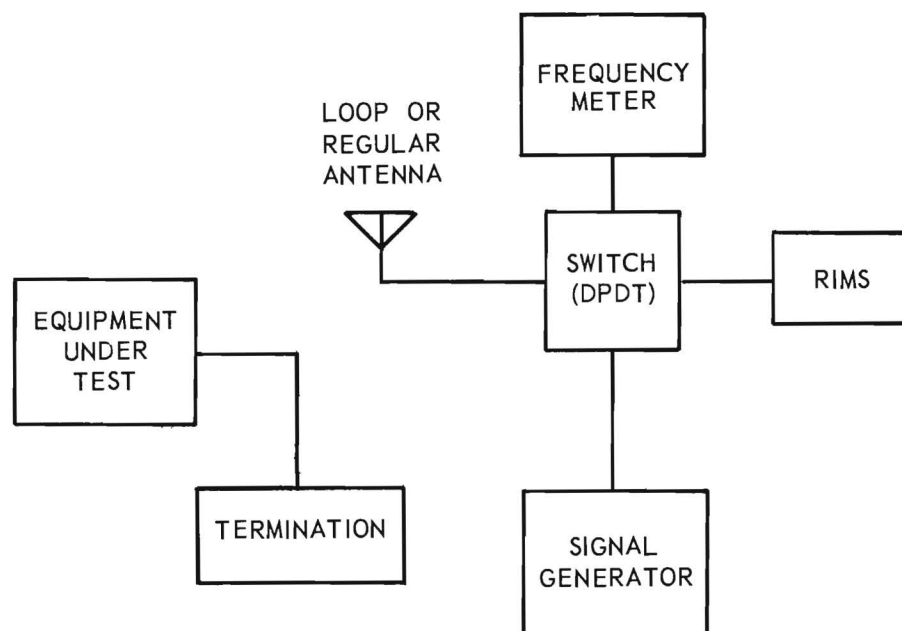 FREQUENCY
METER
LOOP OR
REGULAR
ANTENNA
SWITCH
(DPDT)
RIMS
EQUIPMENT
UNDER
TEST
TERMINATION
SIGNAL
GENERATOR